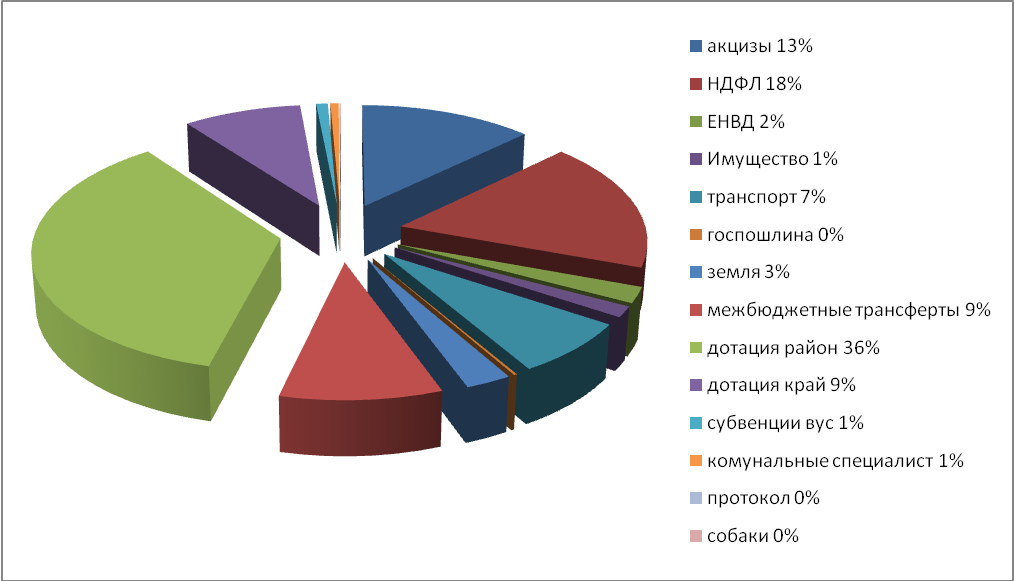 акцизы 13%
НДФЛ 18%
ЕНВД 2%
Имущество 1%
транспорт 7%
госпошлина 0%
земля 3%
межбюджетные трансферты 9%
дотация район 36%
дотация край 9%
субвенции вус 1%
комунальные специалист 1%
протокол 0%
собаки 0%